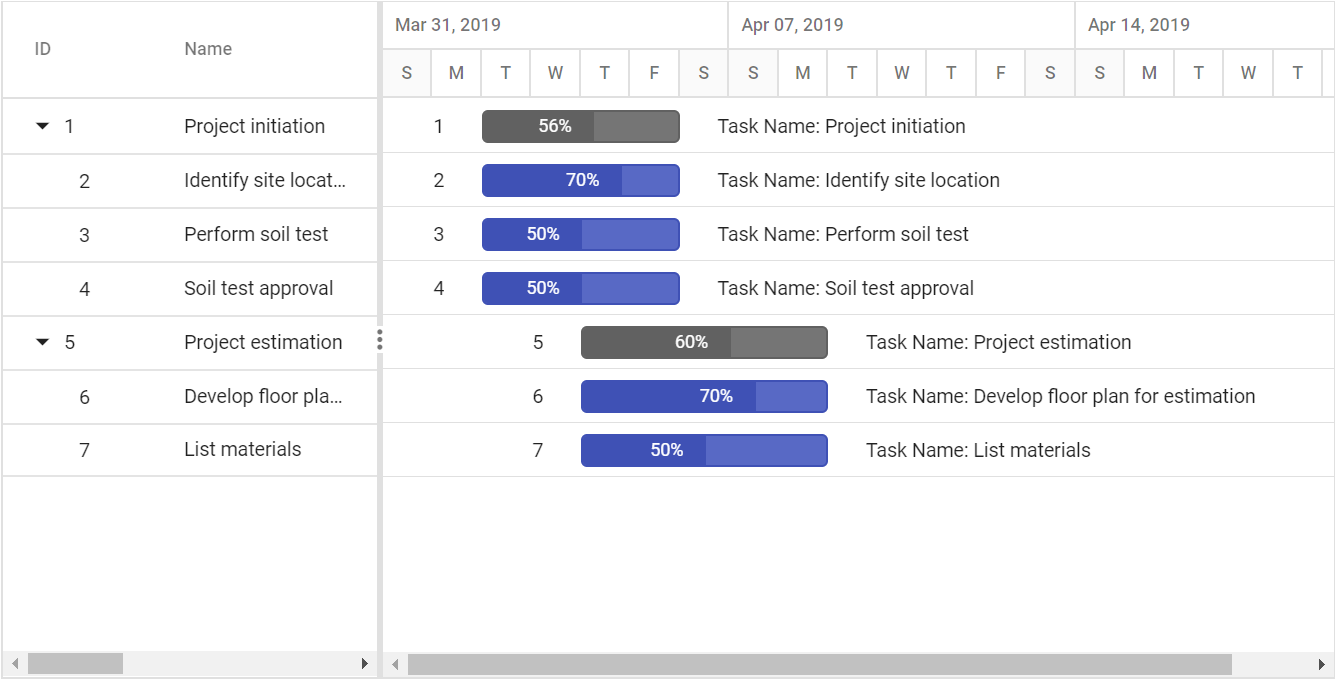 ID Name Mar 31, 2019 Apr 07, 2019 Apr 14, 2019
S M T W T F S S M T W T F S S M T W T
1 Project initiation 1 56% Task Name: Project initiation
2 Identify site locat... 2 70% Task Name: Identify site location
3 Perform soil test 3 50% Task Name: Perform soil test
4 Soil test approval 4 50% Task Name: Soil test approval
5 Project estimation 5 60% Task Name: Project estimation
6 Develop floor pla... 6 70% Task Name: Develop floor plan for estimation
7 List materials 7 50% Task Name: List materials